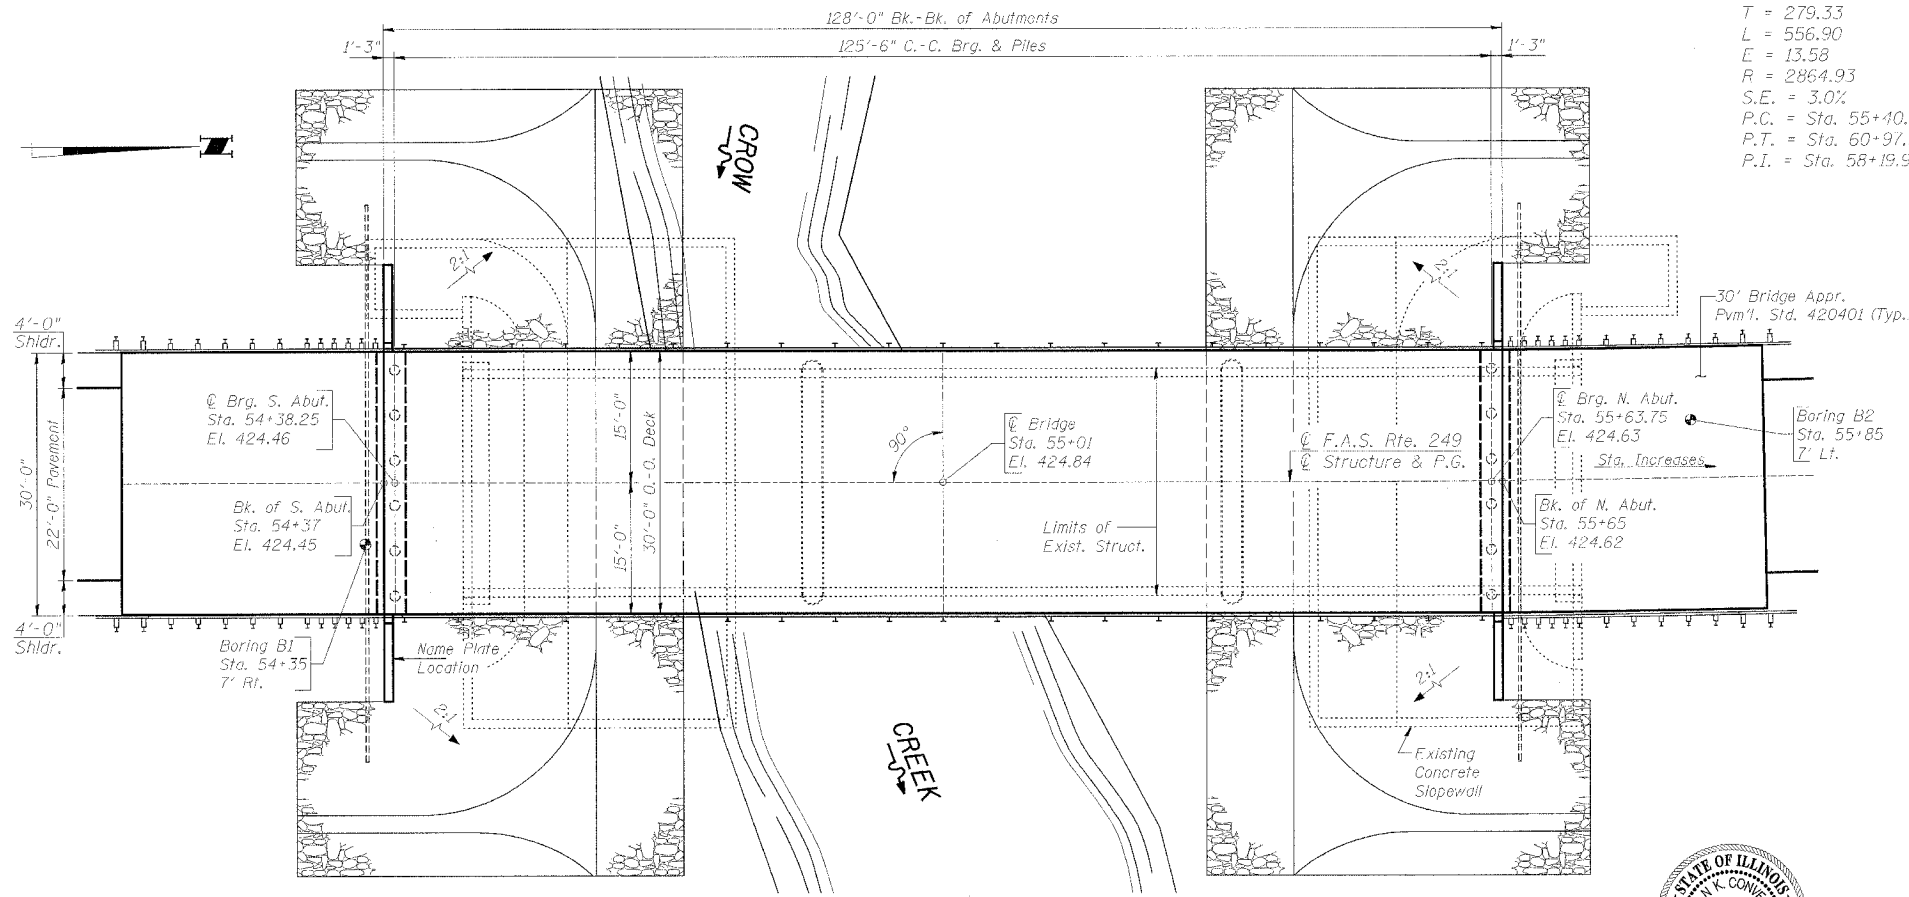 128'-0" Bk.-Bk. of Abutments
1'-3"
125'-6" C.-C. Brg. & Piles
1'-3"
T = 279.33
L = 556.90
E = 13.58
R = 2864.93
S.E. = 3.0%
P.C. = Sta. 55+40.
P.T. = Sta. 60+97.
P.I. = Sta. 58+19.9
CROW
2:1
2:1
30' Bridge Appr.
Pvm't. Std. 420401 (Typ.
4'-0"
Shldr.
30'-0"
22'-0" Pavement
4'-0"
Shldr.
℄ Brg. S. Abut.
Sta. 54+38.25
El. 424.46
Bk. of S. Abut.
Sta. 54+37
El. 424.45
15'-0"
15'-0"
30'-0" O.-O. Deck
90°
℄ Bridge
Sta. 55+01
El. 424.84
℄ F.A.S. Rte. 249
℄ Structure & P.G.
Limits of
Exist. Struct.
℄ Brg. N. Abut.
Sta. 55+63.75
El. 424.63
Sta. Increases
Bk. of N. Abut.
Sta. 55+65
El. 424.62
Boring B2
Sta. 55+85
7' Lt.
Boring B1
Sta. 54+35
7' Rt.
Name Plate
Location
2:1
2:1
CREEK
Existing
Concrete
Slopewall
STATE OF ILLINOIS
N K. CONVE